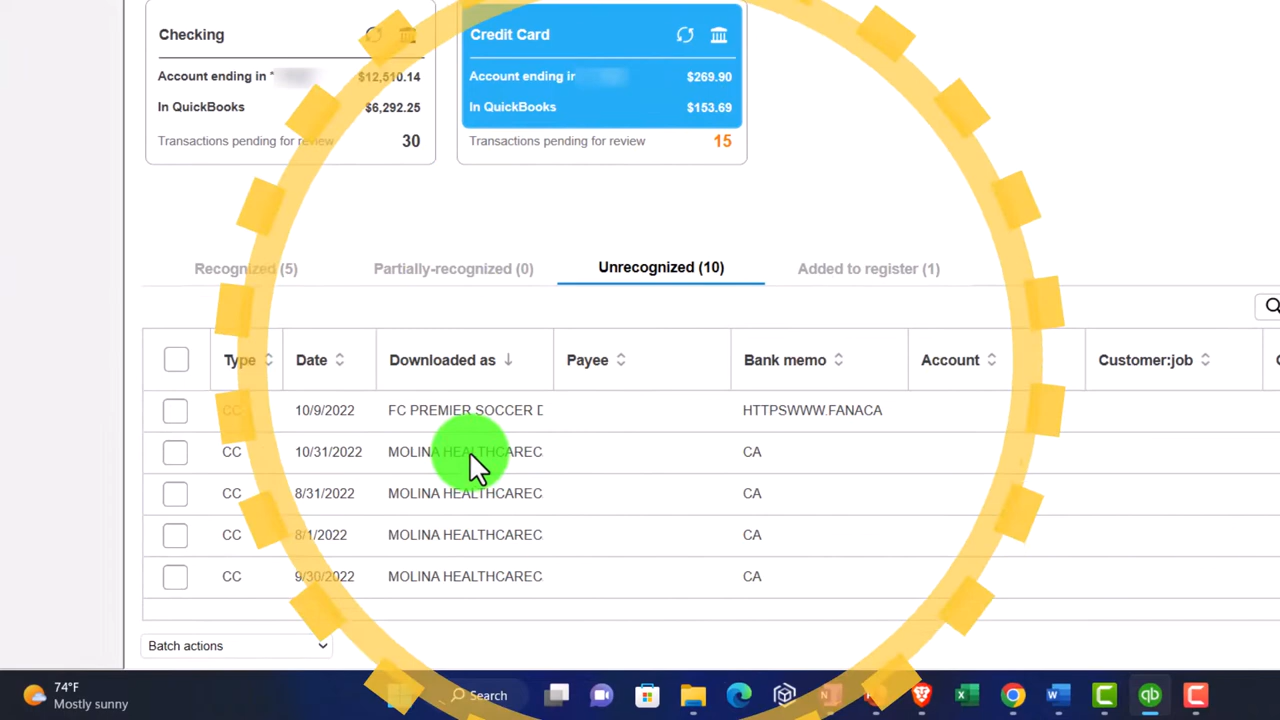 Checking
Account ending in * $12,510.14
In QuickBooks $6,292.25
Transactions pending for review 30
Credit Card
Account ending in $269.90
In QuickBooks $153.69
Transactions pending for review 15
Recognized (5) Partially-recognized (0) Unrecognized (10) Added to register (1)
Type Date Downloaded as Payee Bank memo Account Customer:job
CC 10/9/2022 FC PREMIER SOCCER D HTTPSWWW.FANACA
CC 10/31/2022 MOLINA HEALTHCAREC CA
CC 8/31/2022 MOLINA HEALTHCAREC CA
CC 8/1/2022 MOLINA HEALTHCAREC CA
CC 9/30/2022 MOLINA HEALTHCAREC CA
Batch actions
74°F
Mostly sunny
Search
qb